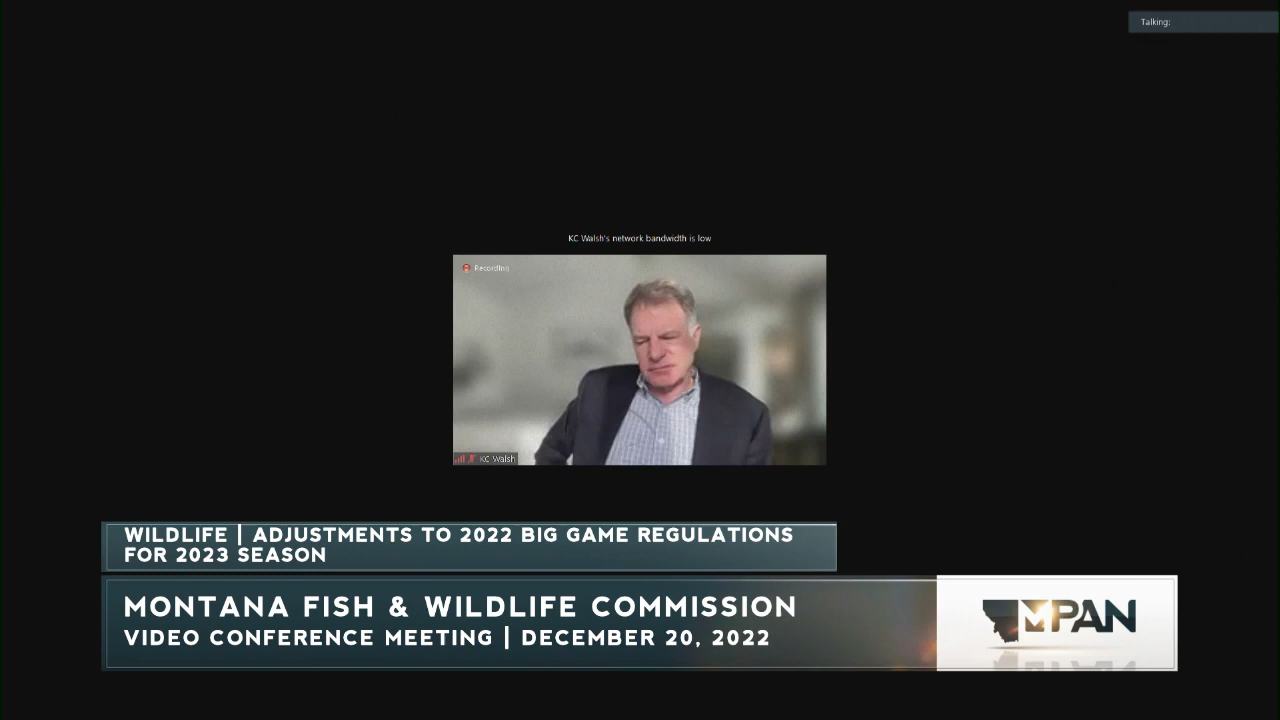 Talking:
KC Walsh's network bandwidth is low
Recording
KC Walsh
WILDLIFE | ADJUSTMENTS TO 2022 BIG GAME REGULATIONS
FOR 2023 SEASON
MONTANA FISH & WILDLIFE COMMISSION
VIDEO CONFERENCE MEETING | DECEMBER 20, 2022
MPAN